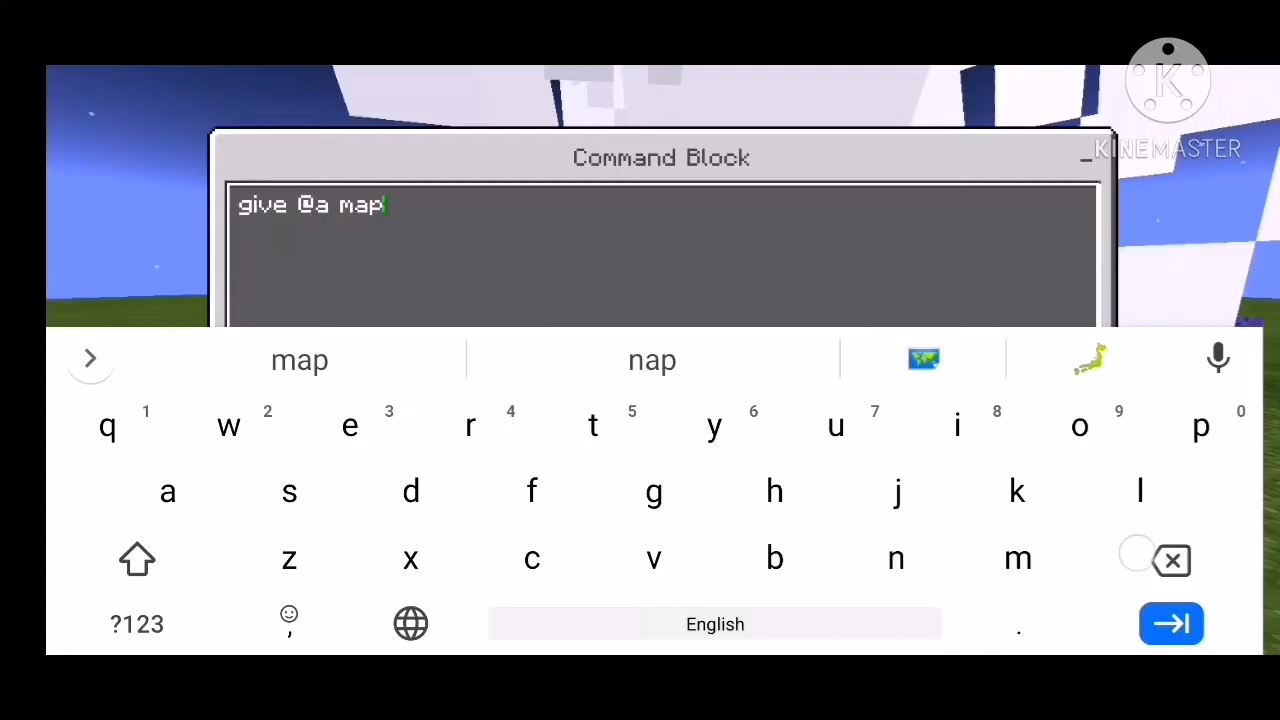 K
KINEMASTER
Command Block
give @a map
map nap
q 1 w 2 e 3 r 4 t 5 y 6 u 7 i 8 o 9 p 0
a s d f g h j k l
z x c v b n m
?123 , English .